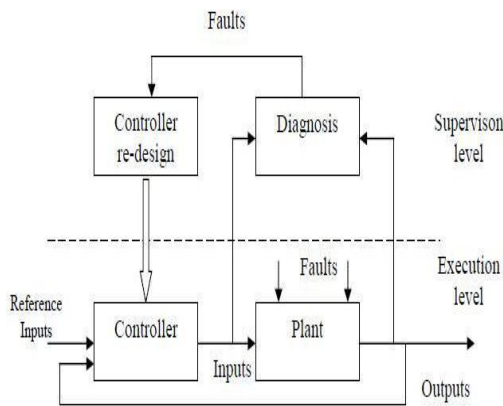 Faults
Controller
re-design
Diagnosis
Supervison
level
Execution
level
Faults
Reference
Inputs
Controller
Plant
Inputs
Outputs